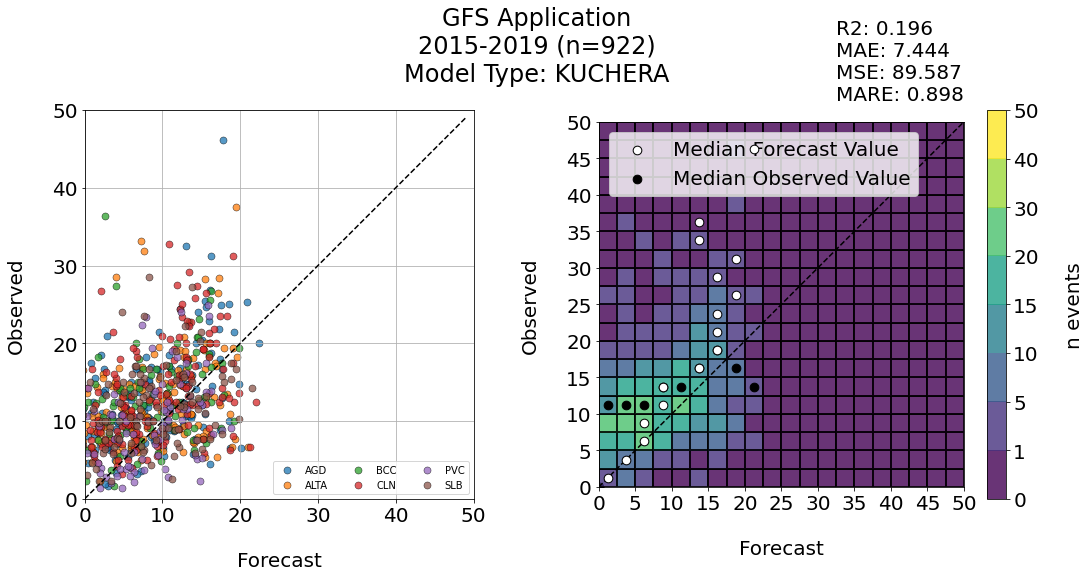 GFS Application
2015-2019 (n=922)
Model Type: KUCHERA
R2: 0.196
MAE: 7.444
MSE: 89.587
MARE: 0.898
Observed
50
40
30
20
10
0
0 10 20 30 40 50
Forecast
AGD BCC PVC
ALTA CLN SLB
Observed
50
45
40
35
30
25
20
15
10
5
0
0 5 10 15 20 25 30 35 40 45 50
Forecast
Median Forecast Value
Median Observed Value
50
40
30
20
15
10
5
1
0
n events